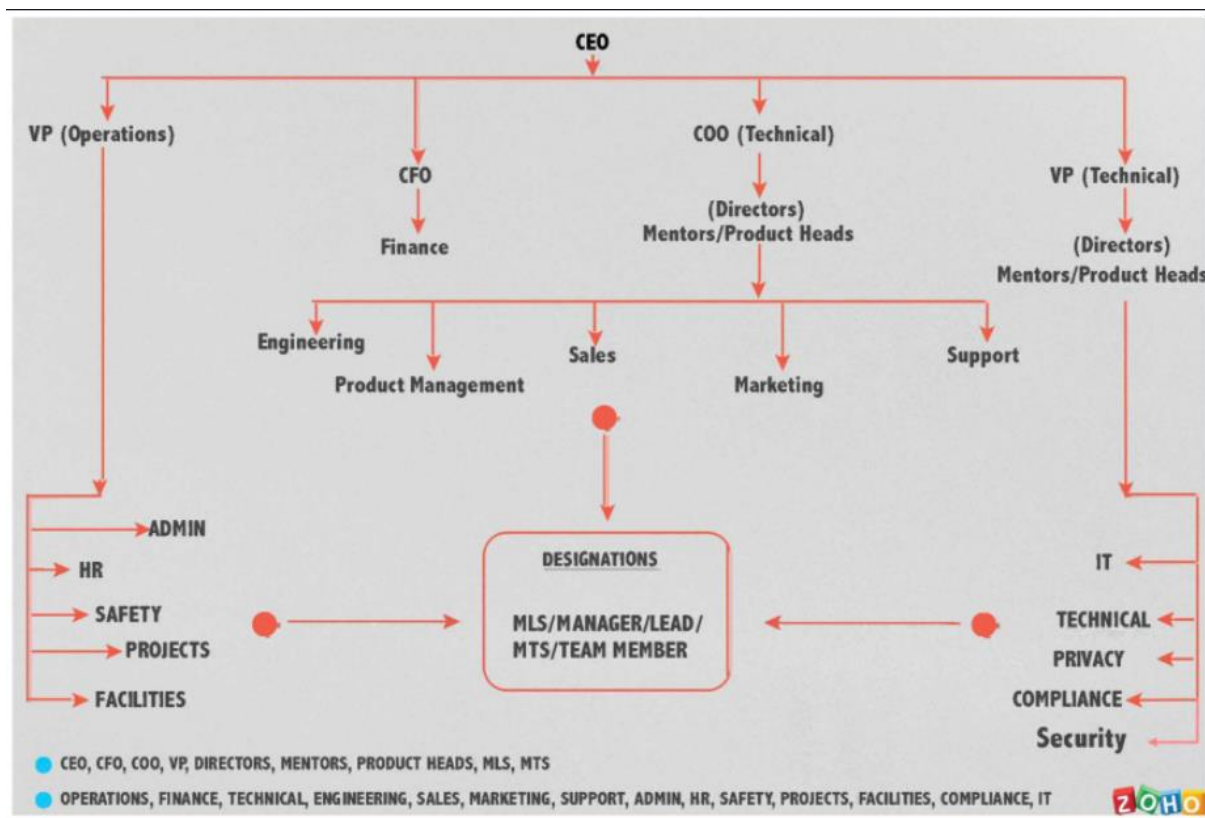 CEO
VP (Operations)
COO (Technical)
CFO
VP (Technical)
(Directors)
Mentors/Product Heads
Finance
(Directors)
Mentors/Product Heads
Engineering
Sales
Support
Product Management
Marketing
ADMIN
HR
SAFETY
PROJECTS
FACILITIES
DESIGNATIONS
MLS/MANAGER/LEAD/
MTS/TEAM MEMBER
IT
TECHNICAL
PRIVACY
COMPLIANCE
Security
CEO, CFO, COO, VP, DIRECTORS, MENTORS, PRODUCT HEADS, MLS, MTS
OPERATIONS, FINANCE, TECHNICAL, ENGINEERING, SALES, MARKETING, SUPPORT, ADMIN, HR, SAFETY, PROJECTS, FACILITIES, COMPLIANCE, IT
ZOHO